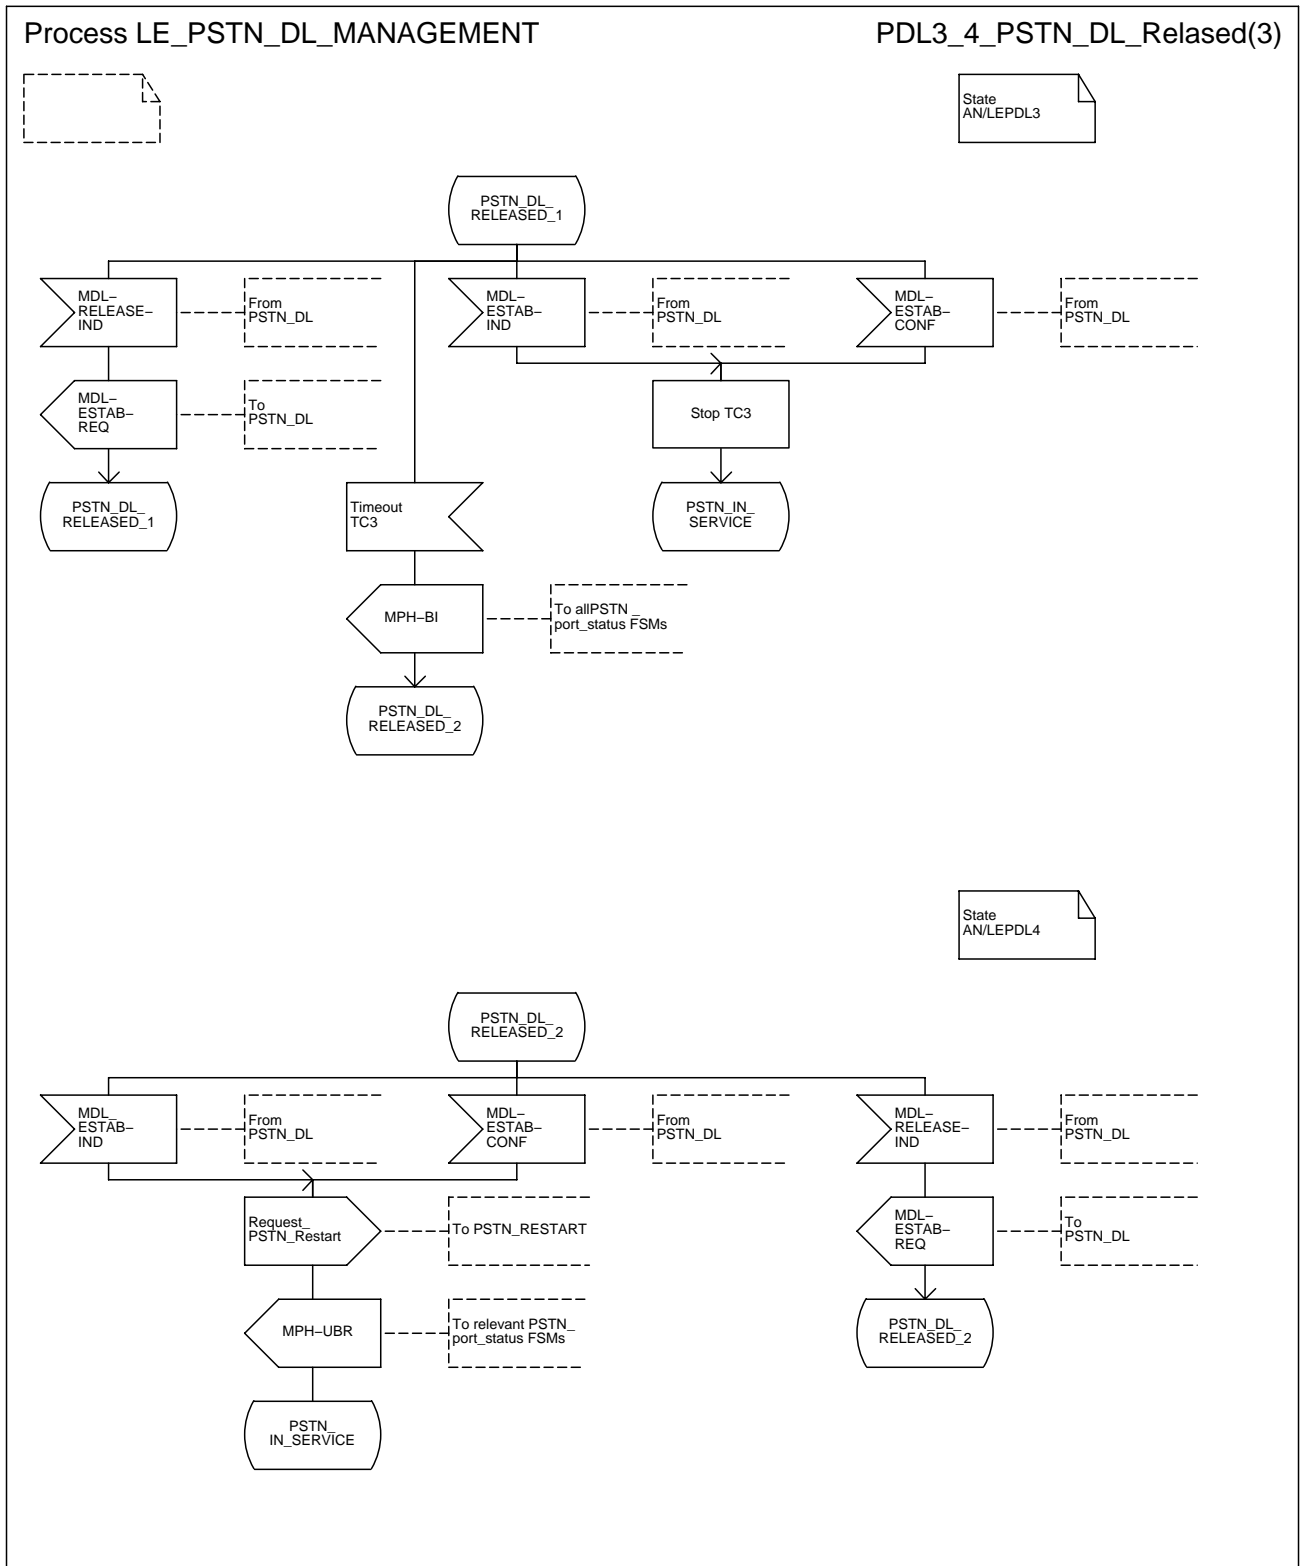 Process LE_PSTN_DL_MANAGEMENT
PDL3_4_PSTN_DL_Relased(3)
State
AN/LEPDL3
PSTN_DL_
RELEASED_1
MDL–
RELEASE–
IND
From
PSTN_DL
MDL–
ESTAB–
IND
From
PSTN_DL
MDL–
ESTAB–
CONF
From
PSTN_DL
MDL–
ESTAB–
REQ
To
PSTN_DL
Stop TC3
PSTN_DL_
RELEASED_1
Timeout
TC3
PSTN_IN_
SERVICE
MPH–BI
To allPSTN _
port_status FSMs
PSTN_DL_
RELEASED_2
State
AN/LEPDL4
PSTN_DL_
RELEASED_2
MDL_
ESTAB–
IND
From
PSTN_DL
MDL–
ESTAB–
CONF
From
PSTN_DL
MDL–
RELEASE–
IND
From
PSTN_DL
Request_
PSTN_Restart
To PSTN_RESTART
MDL–
ESTAB–
REQ
To
PSTN_DL
MPH–UBR
To relevant PSTN_
port_status FSMs
PSTN_DL_
RELEASED_2
PSTN_
IN_SERVICE